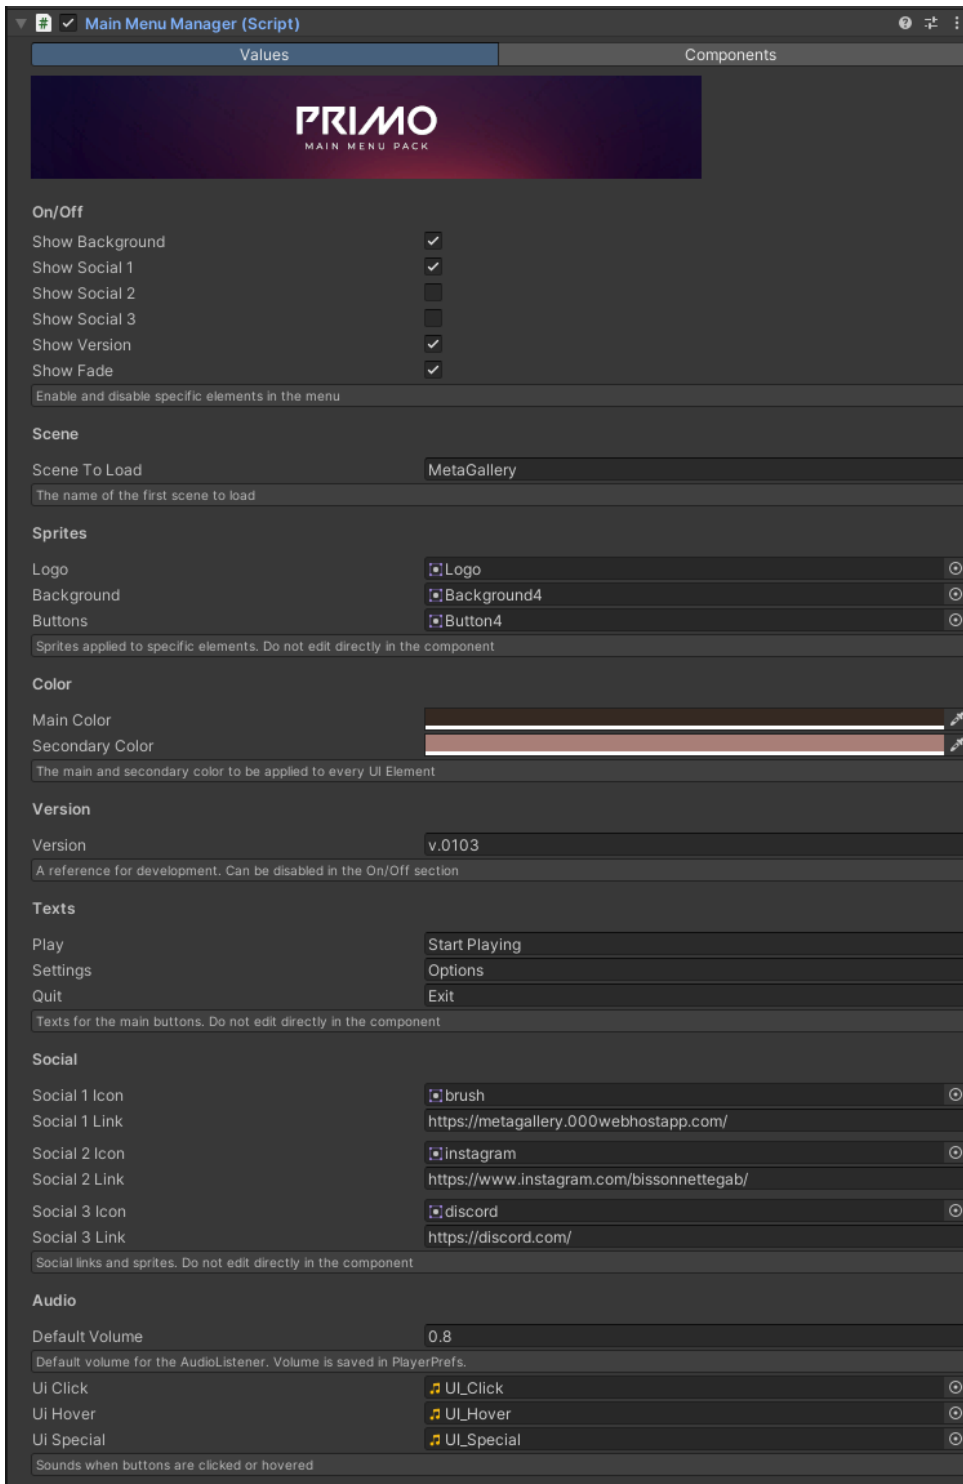 Main Menu Manager (Script)
Values Components
PRIMO
MAIN MENU PACK
On/Off
Show Background
Show Social 1
Show Social 2
Show Social 3
Show Version
Show Fade
Enable and disable specific elements in the menu
Scene
Scene To Load MetaGallery
The name of the first scene to load
Sprites
Logo Logo
Background Background4
Buttons Button4
Sprites applied to specific elements. Do not edit directly in the component
Color
Main Color
Secondary Color
The main and secondary color to be applied to every UI Element
Version
Version v.0103
A reference for development. Can be disabled in the On/Off section
Texts
Play Start Playing
Settings Options
Quit Exit
Texts for the main buttons. Do not edit directly in the component
Social
Social 1 Icon brush
Social 1 Link https://metagallery.000webhostapp.com/
Social 2 Icon instagram
Social 2 Link https://www.instagram.com/bissonnettegab/
Social 3 Icon discord
Social 3 Link https://discord.com/
Social links and sprites. Do not edit directly in the component
Audio
Default Volume 0.8
Default volume for the AudioListener. Volume is saved in PlayerPrefs.
Ui Click UI_Click
Ui Hover UI_Hover
Ui Special UI_Special
Sounds when buttons are clicked or hovered